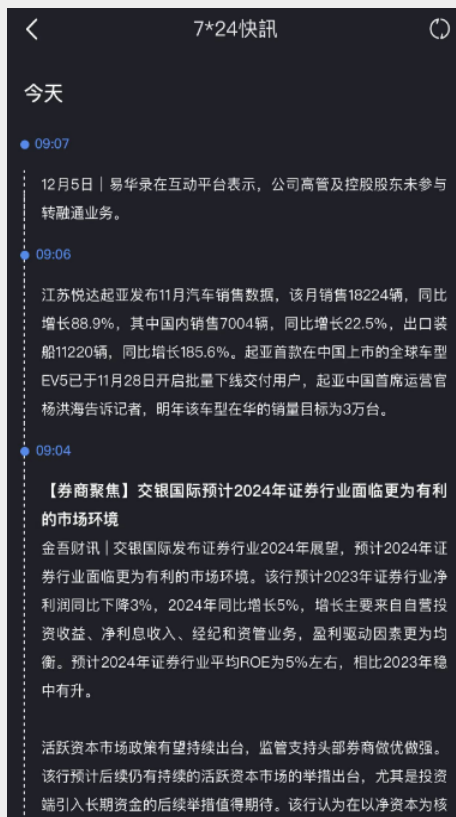 7*24快訊
今天
09:07
12月5日｜易华录在互动平台表示，公司高管及控股股东未参与
转融通业务。
09:06
江苏悦达起亚发布11月汽车销售数据，该月销售18224辆，同比
增长88.9%，其中国内销售7004辆，同比增长22.5%，出口装
船11220辆，同比增长185.6%。起亚首款在中国上市的全球车型
EV5已于11月28日开启批量下线交付用户，起亚中国首席运营官
杨洪海告诉记者，明年该车型在华的销量目标为3万台。
09:04
【券商聚焦】交银国际预计2024年证券行业面临更为有利
的市场环境
金吾财讯｜交银国际发布证券行业2024年展望，预计2024年证
券行业面临更为有利的市场环境。该行预计2023年证券行业净
利润同比下降3%，2024年同比增长5%，增长主要来自自营投
资收益、净利息收入、经纪和资管业务，盈利驱动因素更为均
衡。预计2024年证券行业平均ROE为5%左右，相比2023年稳
中有升。
活跃资本市场政策有望持续出台，监管支持头部券商做优做强。
该行预计后续仍有持续的活跃资本市场的举措出台，尤其是投资
端引入长期资金的后续举措值得期待。该行认为在以净资本为核